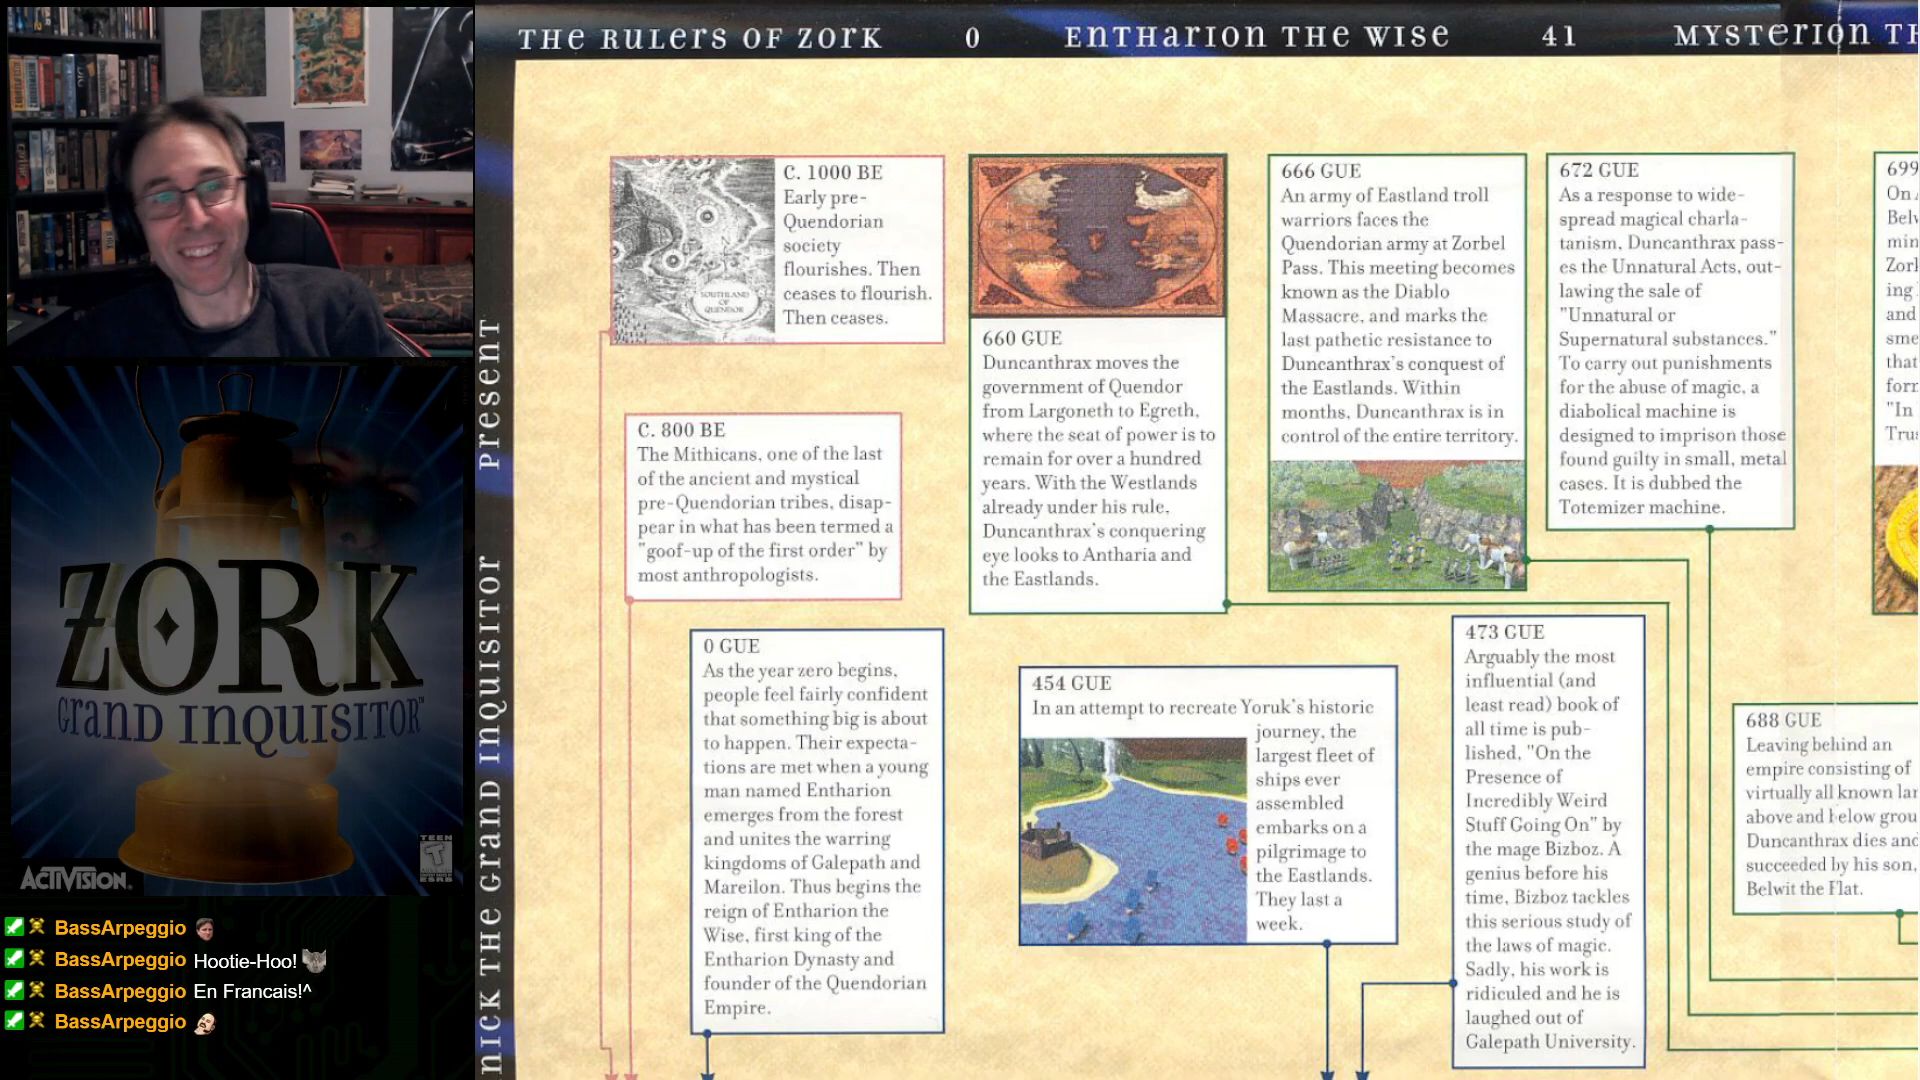 THE RULERS OF ZORK 0 ENTHARION THE WISE 41 MYSTERION
C. 1000 BE
Early pre-
Quendorian
society
flourishes. Then
ceases to flourish.
Then ceases.
SOUTHLAND
OF
QUENDOR
C. 800 BE
The Mithicans, one of the last
of the ancient and mystical
pre-Quendorian tribes, disap-
pear in what has been termed a
"goof-up of the first order" by
most anthropologists.
0 GUE
As the year zero begins,
people feel fairly confident
that something big is about
to happen. Their expecta-
tions are met when a young
man named Entharion
emerges from the forest
and unites the warring
kingdoms of Galepath and
Mareilon. Thus begins the
reign of Entharion the
Wise, first king of the
Entharion Dynasty and
founder of the Quendorian
Empire.
660 GUE
Duncanthrax moves the
government of Quendor
from Largoneth to Egreth,
where the seat of power is to
remain for over a hundred
years. With the Westlands
already under his rule,
Duncanthrax's conquering
eye looks to Antharia and
the Eastlands.
454 GUE
In an attempt to recreate Yoruk's historic
journey, the
largest fleet of
ships ever
assembled
embarks on a
pilgrimage to
the Eastlands.
They last a
week.
666 GUE
An army of Eastland troll
warriors faces the
Quendorian army at Zorbel
Pass. This meeting becomes
known as the Diablo
Massacre, and marks the
last pathetic resistance to
Duncanthrax's conquest of
the Eastlands. Within
months, Duncanthrax is in
control of the entire territory.
473 GUE
Arguably the most
influential (and
least read) book of
all time is pub-
lished, "On the
Presence of
Incredibly Weird
Stuff Going On" by
the mage Bizboz. A
genius before his
time, Bizboz tackles
this serious study of
the laws of magic.
Sadly, his work is
ridiculed and he is
laughed out of
Galepath University.
672 GUE
As a response to wide-
spread magical charla-
tanism, Duncanthrax pass-
es the Unnatural Acts, out-
lawing the sale of
"Unnatural or
Supernatural substances."
To carry out punishments
for the abuse of magic, a
diabolical machine is
designed to imprison those
found guilty in small, metal
cases. It is dubbed the
Totemizer machine.
688 GUE
Leaving behind an
empire consisting of
virtually all known
above and below
Duncanthrax dies and
succeeded by his son,
Belwit the Flat.
699
On
"In
NICK THE GRAND INQUISITOR PRESENT
ZORK
GRAND INQUISITOR
ACTIVISION
TEEN
T
ESRB
BassArpeggio
BassArpeggio Hootie-Hoo!
BassArpeggio En Francais!^
BassArpeggio